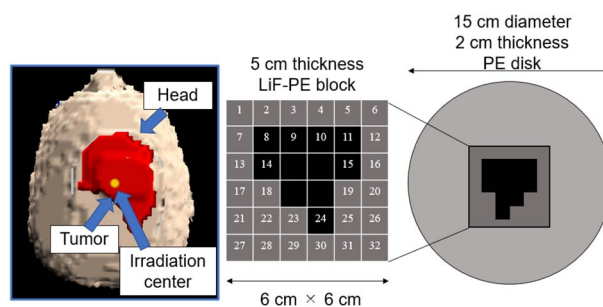 Head
Tumor
Irradiation
center
5 cm thickness
LiF-PE block
1 2 3 4 5 6
7 8 9 10 11 12
13 14 15 16
17 18 19 20
21 22 23 24 25 26
27 28 29 30 31 32
6 cm × 6 cm
15 cm diameter
2 cm thickness
PE disk